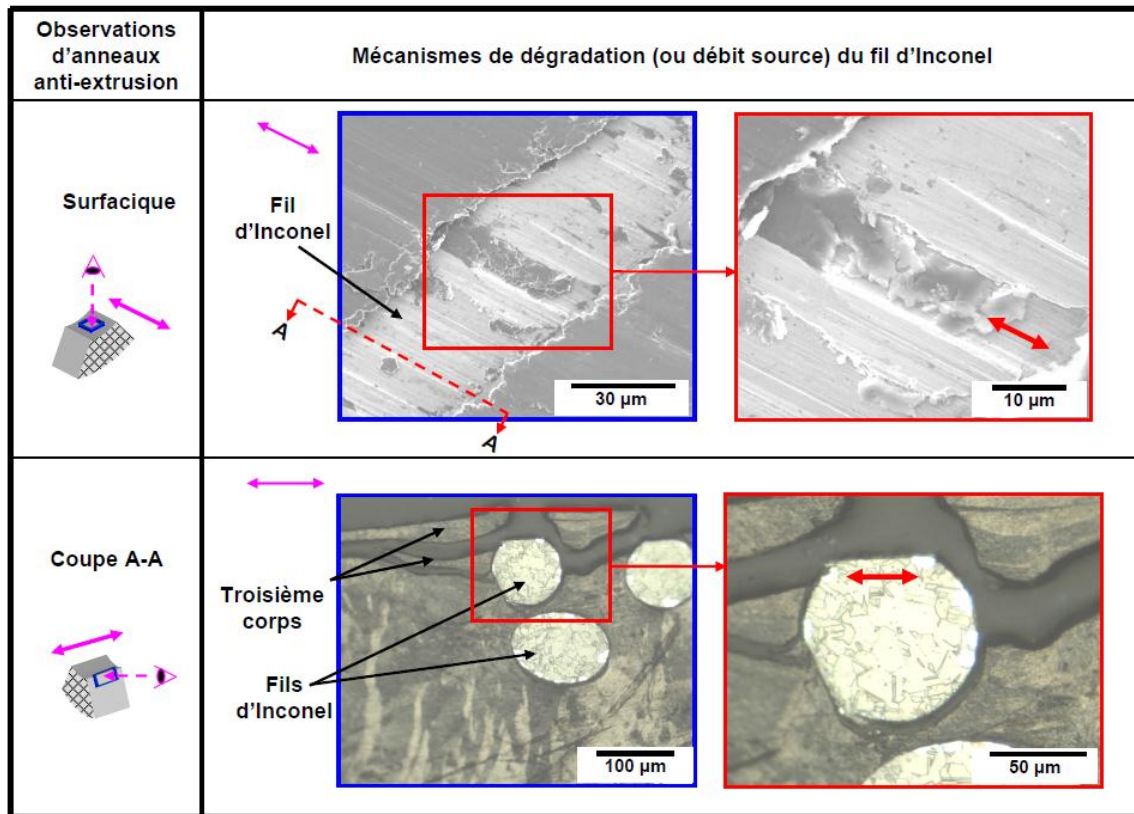 Observations
d'anneaux
anti-extrusion
Mécanismes de dégradation (ou débit source) du fil d'Inconel
Surfacique
Fil
d'Inconel
A
A
30 µm
10 µm
Coupe A-A
Troisième
corps
Fils
d'Inconel
100 µm
50 µm